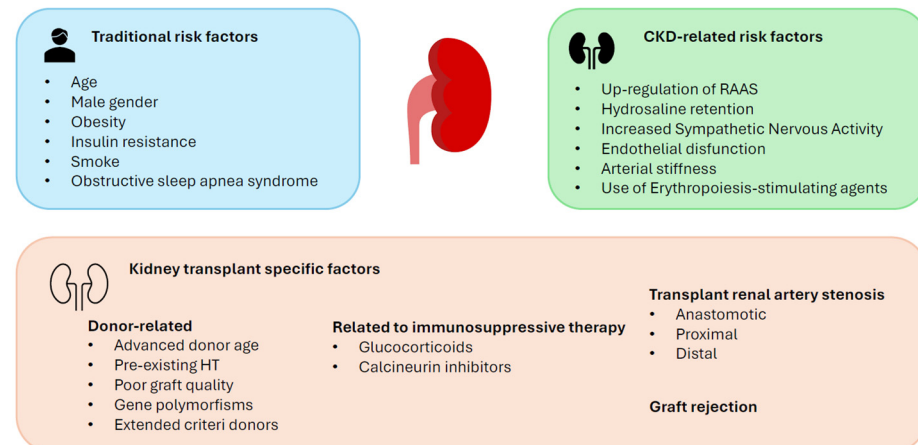 Traditional risk factors
• Age
• Male gender
• Obesity
• Insulin resistance
• Smoke
• Obstructive sleep apnea syndrome
CKD-related risk factors
• Up-regulation of RAAS
• Hydrosaline retention
• Increased Sympathetic Nervous Activity
• Endothelial disfunction
• Arterial stiffness
• Use of Erythropoiesis-stimulating agents
Kidney transplant specific factors
Donor-related
• Advanced donor age
• Pre-existing HT
• Poor graft quality
• Gene polymorfisms
• Extended criteri donors
Related to immunosuppressive therapy
• Glucocorticoids
• Calcineurin inhibitors
Transplant renal artery stenosis
• Anastomotic
• Proximal
• Distal
Graft rejection